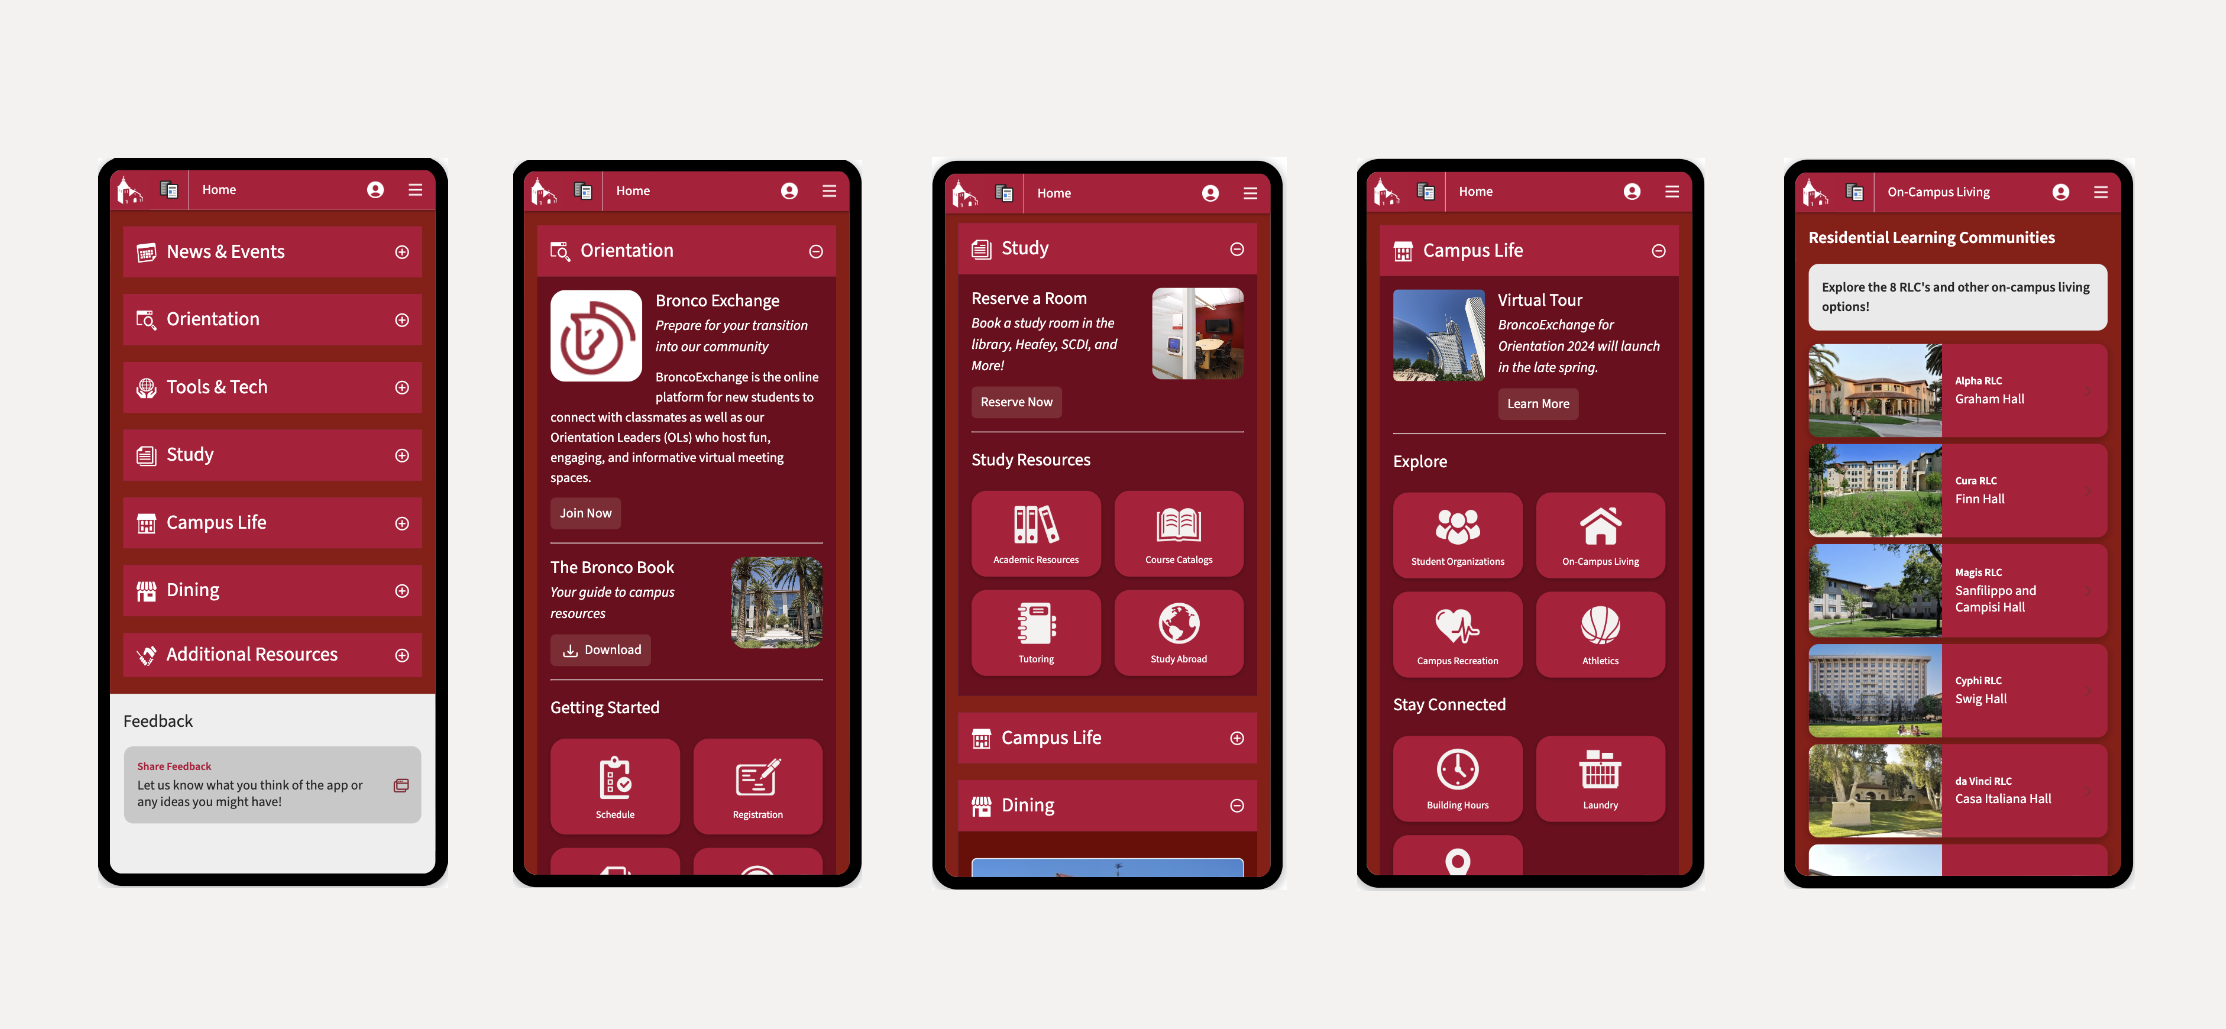 Home
News & Events
Orientation
Tools & Tech
Study
Campus Life
Dining
Additional Resources
Feedback
Share Feedback
Let us know what you think of the app or
any ideas you might have!
Home
Orientation
Bronco Exchange
Prepare for your transition
into our community
BroncoExchange is the online
platform for new students to
connect with classmates as well as our
Orientation Leaders (OLs) who host fun,
engaging, and informative virtual meeting
spaces.
Join Now
The Bronco Book
Your guide to campus
resources
Download
Getting Started
Schedule
Registration
Home
Study
Reserve a Room
Book a study room in the
library, Heafey, SCDI, and
More!
Reserve Now
Study Resources
Academic Resources
Course Catalogs
Tutoring
Study Abroad
Campus Life
Dining
Home
Campus Life
Virtual Tour
BroncoExchange for
Orientation 2024 will launch
in the late spring.
Learn More
Explore
Student Organizations
On-Campus Living
Campus Recreation
Athletics
Stay Connected
Building Hours
Laundry
On-Campus Living
Residential Learning Communities
Explore the 8 RLC's and other on-campus living
options!
Alpha RLC
Graham Hall
Cura RLC
Finn Hall
Magis RLC
Sanfilippo and
Campisi Hall
Cyphi RLC
Swig Hall
da Vinci RLC
Casa Italiana Hall